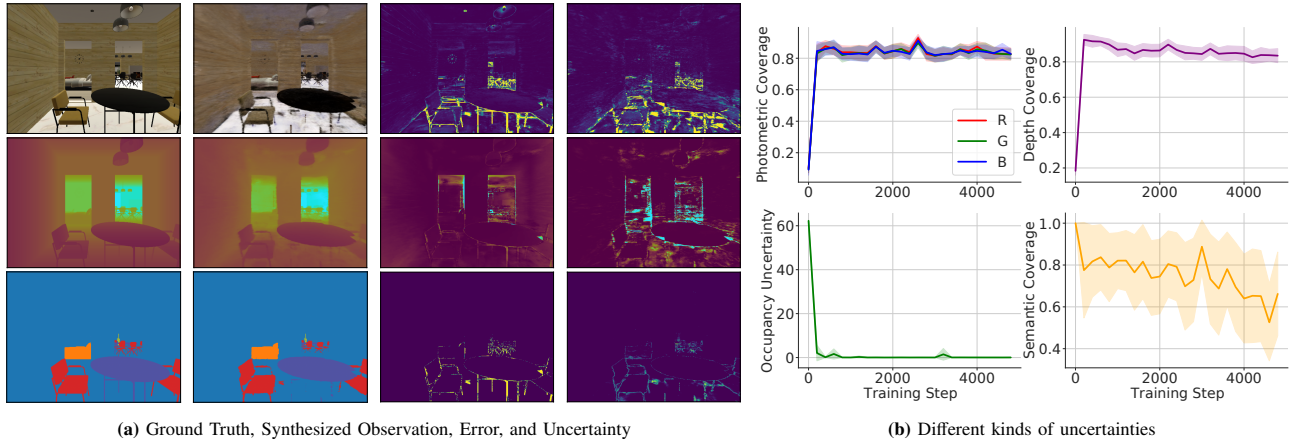 Photometric Coverage
0.8
0.6
0.4
0.2
0
2000
4000
R
G
B
Depth Coverage
0.8
0.6
0.4
0.2
0
2000
4000
Occupancy Uncertainty
60
40
20
0
0
2000
4000
Training Step
Semantic Coverage
1.0
0.8
0.6
0.4
0
2000
4000
Training Step
(a) Ground Truth, Synthesized Observation, Error, and Uncertainty
(b) Different kinds of uncertainties